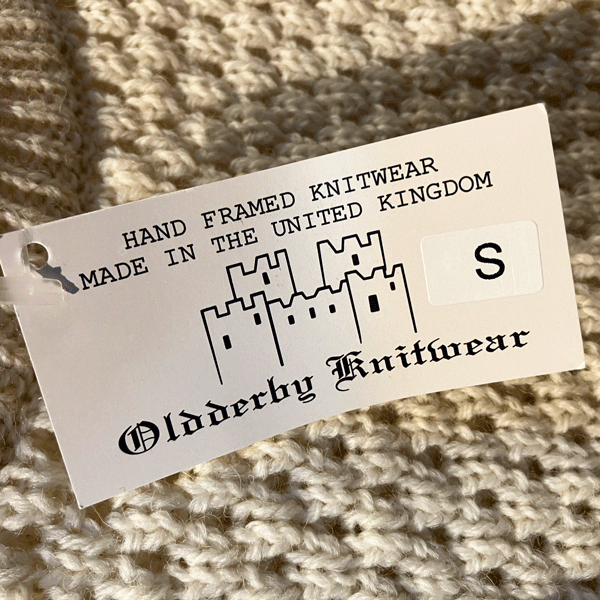 HAND FRAMED KNITWEAR
MADE IN THE UNITED KINGDOM
S
Oldderby Knitwear